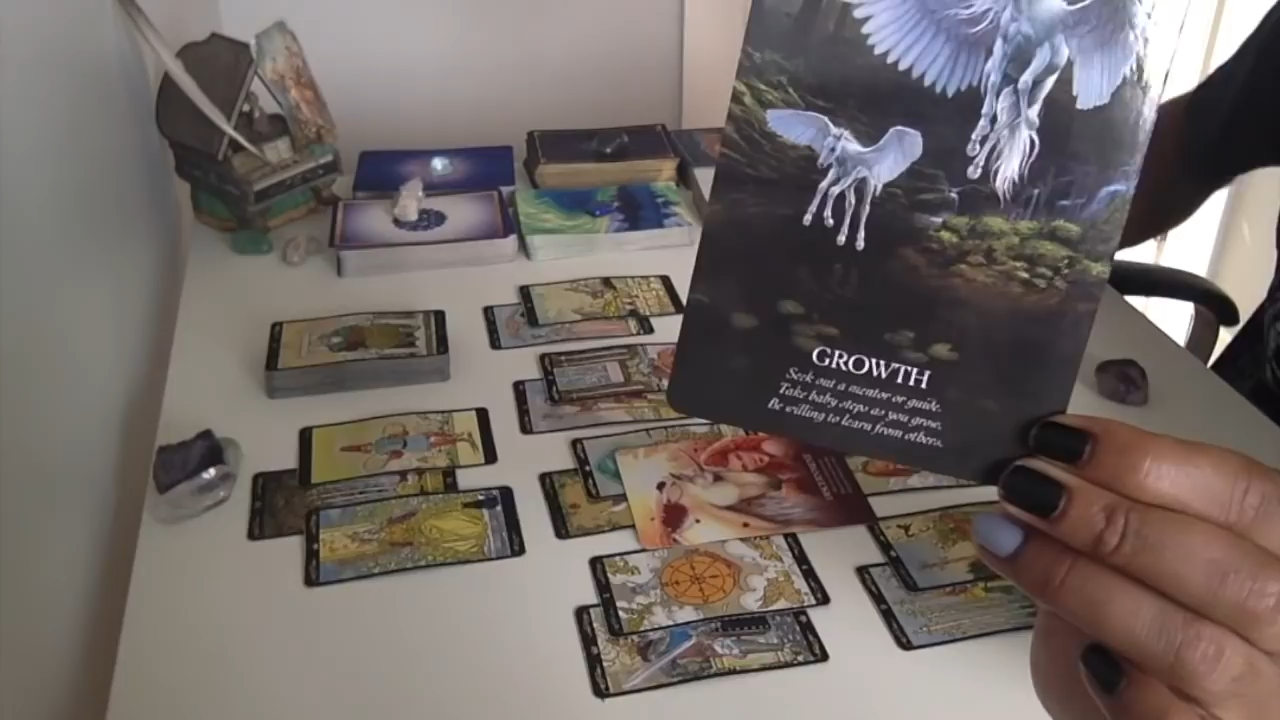 GROWTH
Seek out a mentor or guide.
Take baby steps as you grow.
Be willing to learn from others.